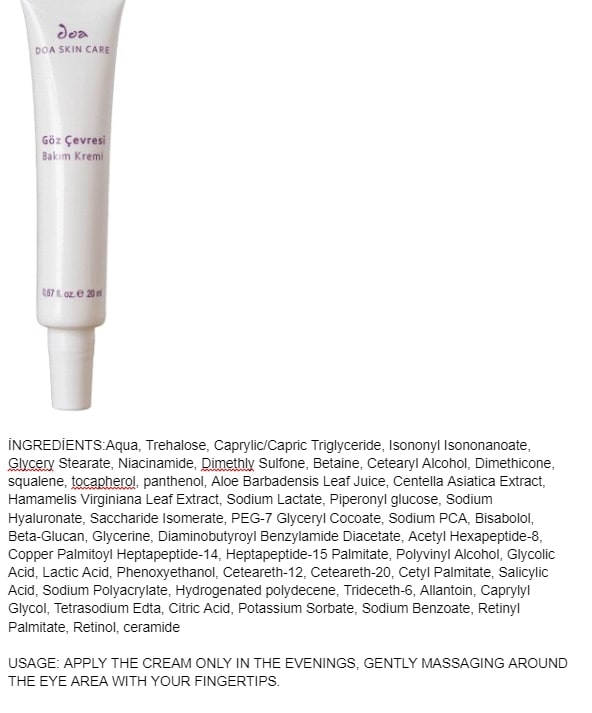 doa
DOA SKIN CARE
Göz Çevresi
Bakım Kremi
0,67 fl. oz. e 20 ml
İNGREDİENTS:Aqua, Trehalose, Caprylic/Capric Triglyceride, Isononyl Isononanoate,
Glycery Stearate, Niacinamide, Dimethly Sulfone, Betaine, Cetearyl Alcohol, Dimethicone,
squalene, tocapherol, panthenol, Aloe Barbadensis Leaf Juice, Centella Asiatica Extract,
Hamamelis Virginiana Leaf Extract, Sodium Lactate, Piperonyl glucose, Sodium
Hyaluronate, Saccharide Isomerate, PEG-7 Glyceryl Cocoate, Sodium PCA, Bisabolol,
Beta-Glucan, Glycerine, Diaminobutyroyl Benzylamide Diacetate, Acetyl Hexapeptide-8,
Copper Palmitoyl Heptapeptide-14, Heptapeptide-15 Palmitate, Polyvinyl Alcohol, Glycolic
Acid, Lactic Acid, Phenoxyethanol, Ceteareth-12, Ceteareth-20, Cetyl Palmitate, Salicylic
Acid, Sodium Polyacrylate, Hydrogenated polydecene, Trideceth-6, Allantoin, Caprylyl
Glycol, Tetrasodium Edta, Citric Acid, Potassium Sorbate, Sodium Benzoate, Retinyl
Palmitate, Retinol, ceramide
USAGE: APPLY THE CREAM ONLY IN THE EVENINGS, GENTLY MASSAGING AROUND
THE EYE AREA WITH YOUR FINGERTIPS.